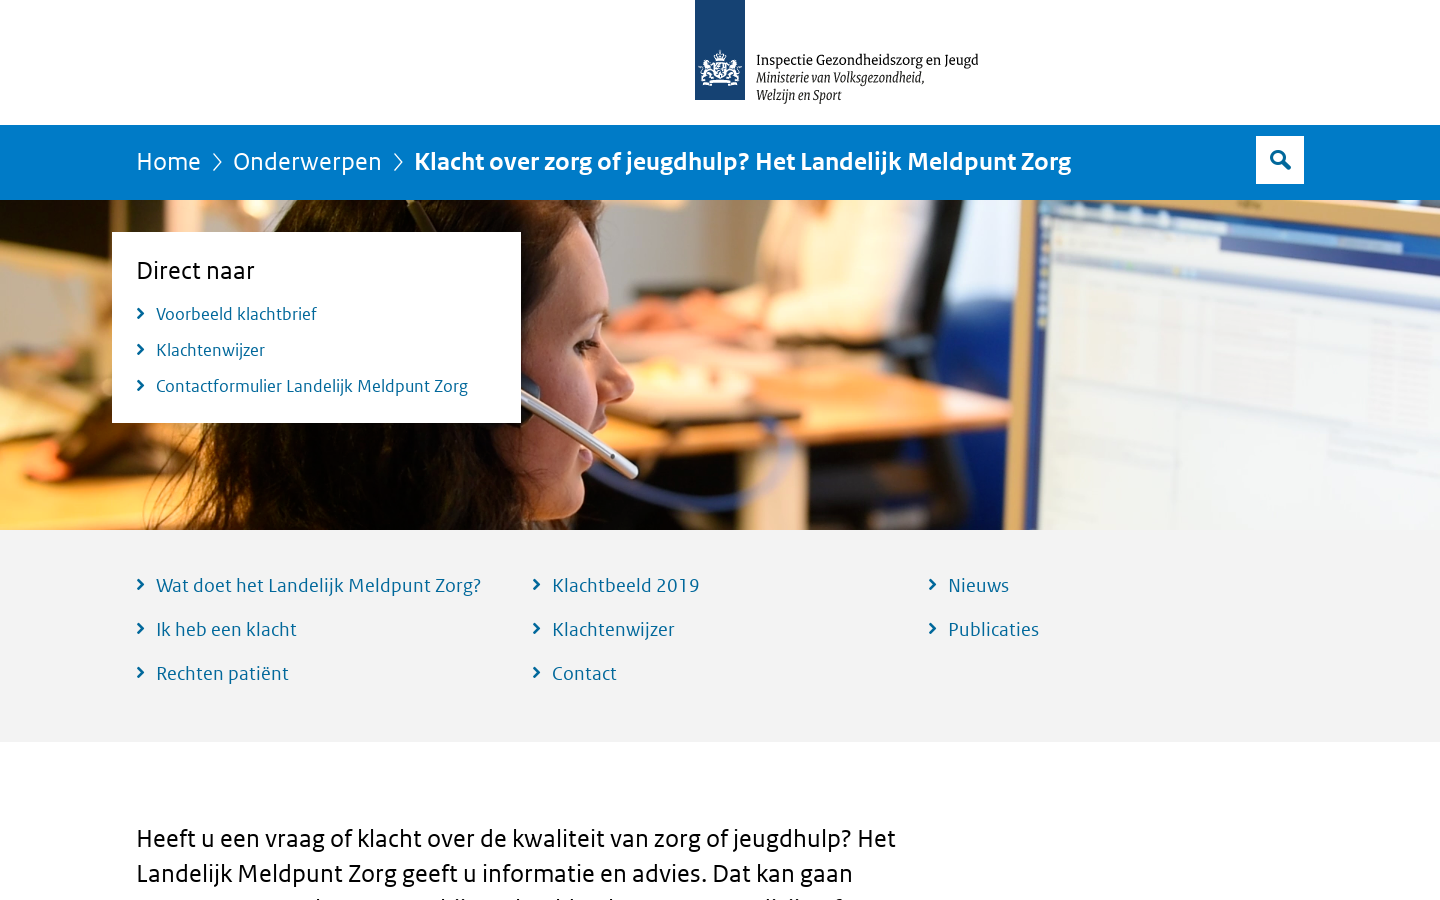 Inspectie Gezondheidszorg en Jeugd
Ministerie van Volksgezondheid,
Welzijn en Sport
Home
Onderwerpen
Klacht over zorg of jeugdhulp? Het Landelijk Meldpunt Zorg
Direct naar
Voorbeeld klachtbrief
Klachtenwijzer
Contactformulier Landelijk Meldpunt Zorg
Wat doet het Landelijk Meldpunt Zorg?
Ik heb een klacht
Rechten patiënt
Klachtbeeld 2019
Klachtenwijzer
Contact
Nieuws
Publicaties
Heeft u een vraag of klacht over de kwaliteit van zorg of jeugdhulp? Het
Landelijk Meldpunt Zorg geeft u informatie en advies. Dat kan gaan